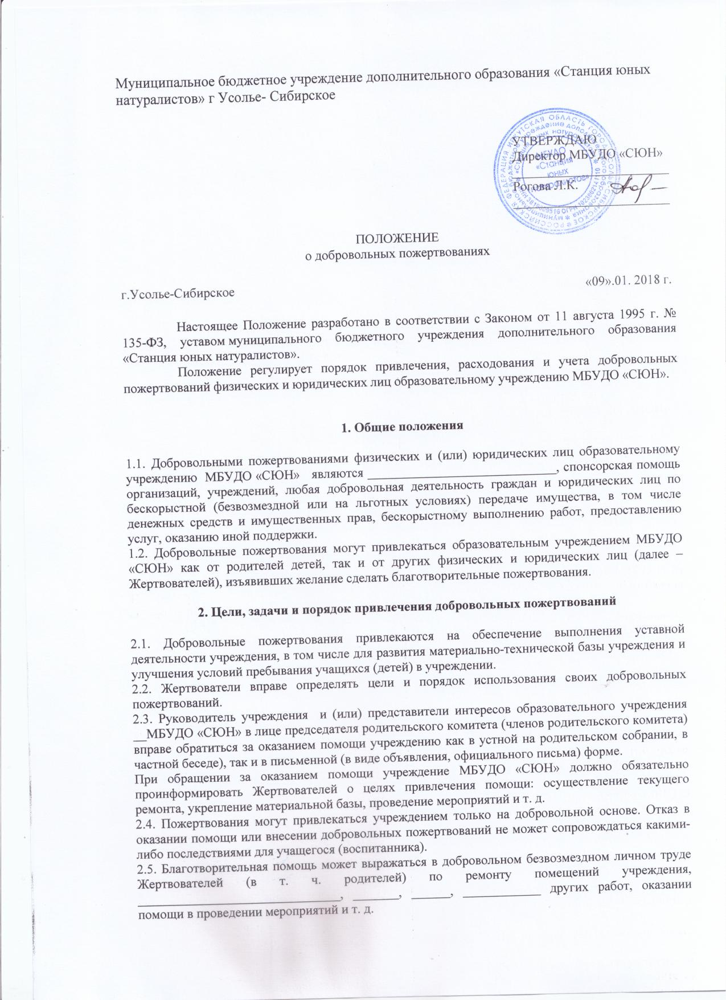 Муниципальное бюджетное учреждение дополнительного образования «Станция юных
натуралистов» г Усолье- Сибирское
УТВЕРЖДАЮ
Директор МБУДО «СЮН»
Рогова Л.К.
МБУДО
«Станция
юных
натуралистов»
ПОЛОЖЕНИЕ
о добровольных пожертвованиях
«09».01. 2018 г.
г.Усолье-Сибирское
Настоящее Положение разработано в соответствии с Законом от 11 августа 1995 г. №
135-ФЗ, уставом муниципального бюджетного учреждения дополнительного образования
«Станция юных натуралистов».
Положение регулирует порядок привлечения, расходования и учета добровольных
пожертвований физических и юридических лиц образовательному учреждению МБУДО «СЮН».
1. Общие положения
1.1. Добровольными пожертвованиями физических и (или) юридических лиц образовательному
учреждению МБУДО «СЮН» являются ____________________________, спонсорская помощь
организаций, учреждений, любая добровольная деятельность граждан и юридических лиц по
бескорыстной (безвозмездной или на льготных условиях) передаче имущества, в том числе
денежных средств и имущественных прав, бескорыстному выполнению работ, предоставлению
услуг, оказанию иной поддержки.
1.2. Добровольные пожертвования могут привлекаться образовательным учреждением МБУДО
«СЮН» как от родителей детей, так и от других физических и юридических лиц (далее –
Жертвователей), изъявивших желание сделать благотворительные пожертвования.
2. Цели, задачи и порядок привлечения добровольных пожертвований
2.1. Добровольные пожертвования привлекаются на обеспечение выполнения уставной
деятельности учреждения, в том числе для развития материально-технической базы учреждения и
улучшения условий пребывания учащихся (детей) в учреждении.
2.2. Жертвователи вправе определять цели и порядок использования своих добровольных
пожертвований.
2.3. Руководитель учреждения и (или) представители интересов образовательного учреждения
__МБУДО «СЮН» в лице председателя родительского комитета (членов родительского комитета)
вправе обратиться за оказанием помощи учреждению как в устной на родительском собрании, в
частной беседе), так и в письменной (в виде объявления, официального письма) форме.
При обращении за оказанием помощи учреждение МБУДО «СЮН» должно обязательно
проинформировать Жертвователей о целях привлечения помощи: осуществление текущего
ремонта, укрепление материальной базы, проведение мероприятий и т. д.
2.4. Пожертвования могут привлекаться учреждением только на добровольной основе. Отказ в
оказании помощи или внесении добровольных пожертвований не может сопровождаться какими-
либо последствиями для учащегося (воспитанника).
2.5. Благотворительная помощь может выражаться в добровольном безвозмездном личном труде
Жертвователей (в т. ч. родителей) по ремонту помещений учреждения,
_______________________________, _______, ______, ____________ других работ, оказании
помощи в проведении мероприятий и т. д.